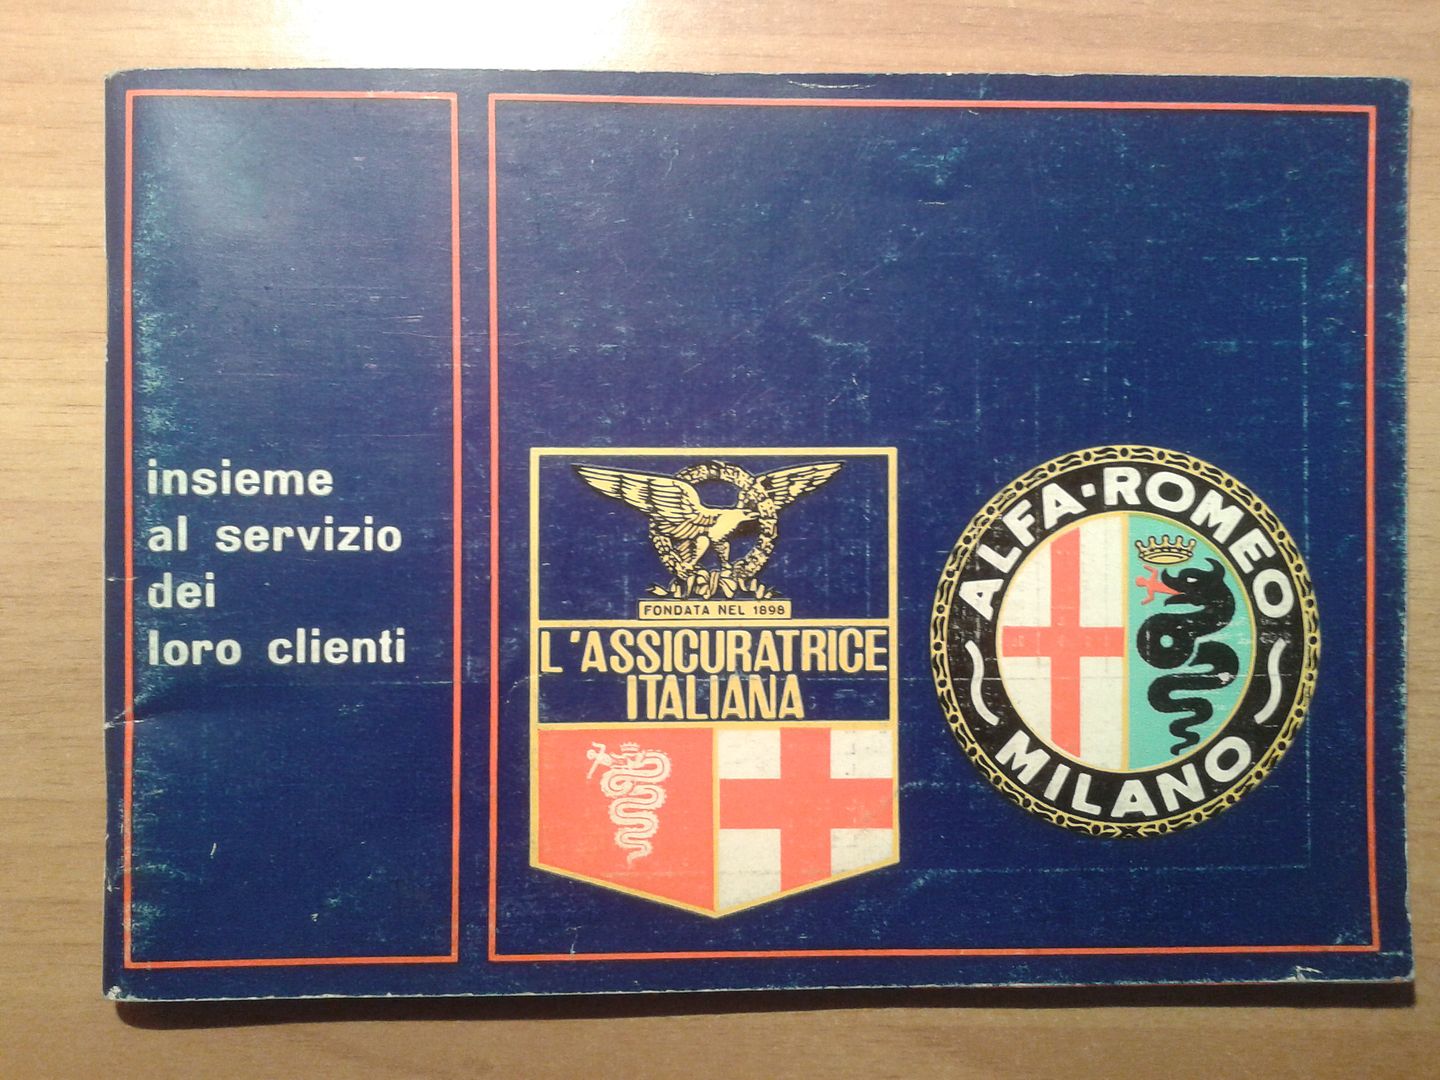 insieme
al servizio
dei
loro clienti
FONDATA NEL 1898
L'ASSICURATRICE
ITALIANA
ALFA·ROMEO
MILANO